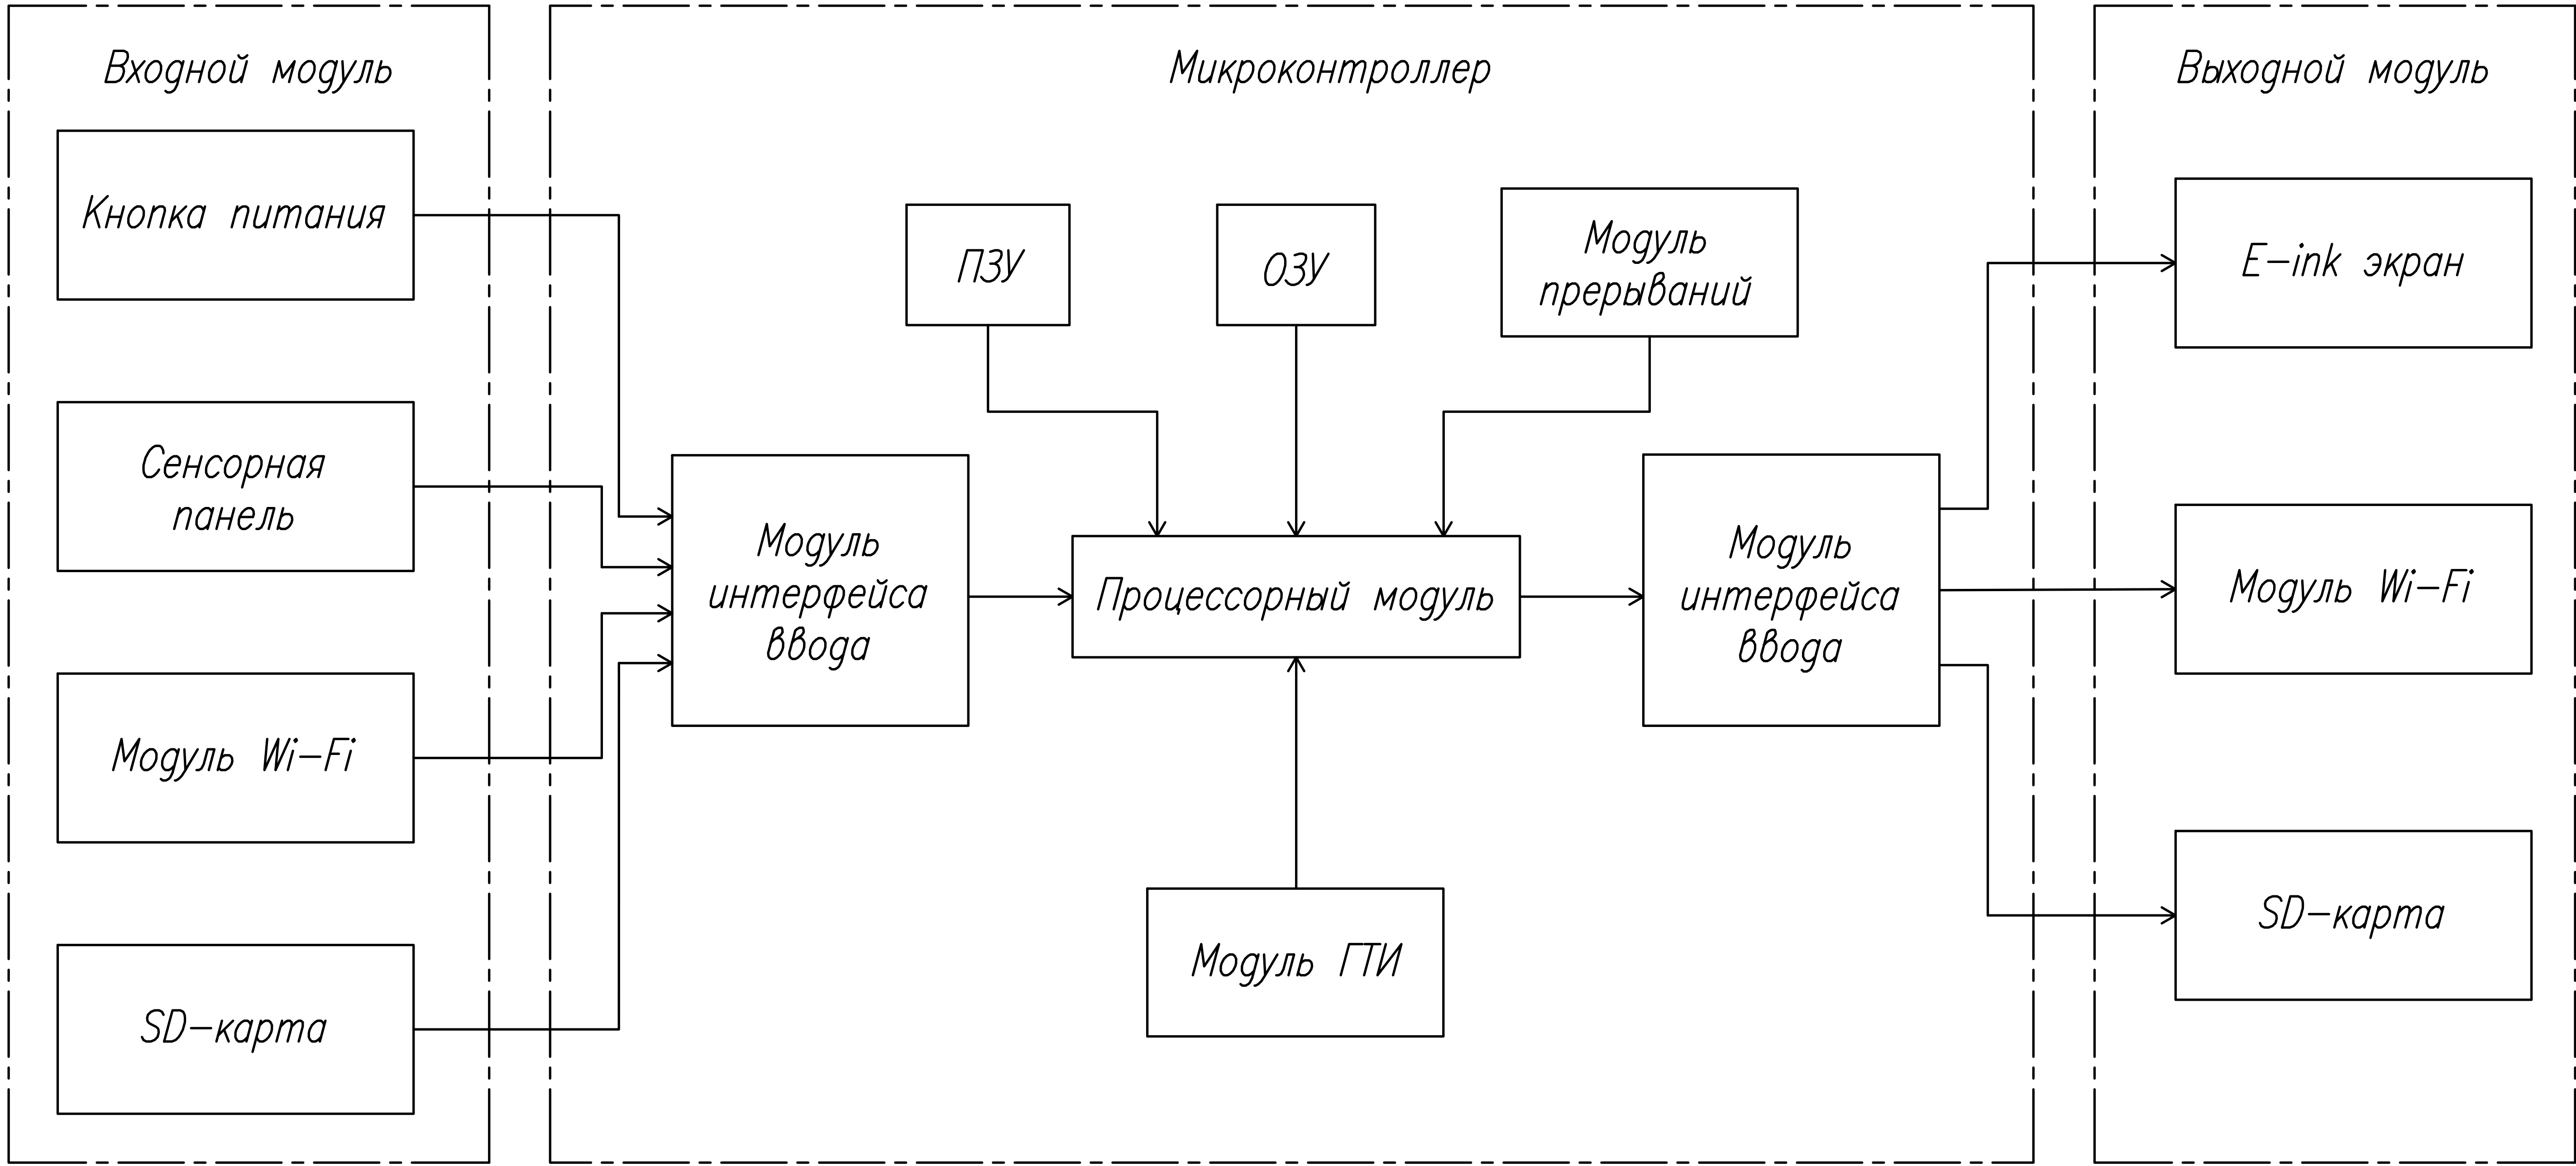 Входной модуль
Кнопка питания
Сенсорная
панель
Модуль Wi-Fi
SD-карта
Микроконтроллер
ПЗУ
ОЗУ
Модуль
прерываний
Модуль
интерфейса
ввода
Процессорный модуль
Модуль
интерфейса
ввода
Модуль ГТИ
Выходной модуль
E-ink экран
Модуль Wi-Fi
SD-карта